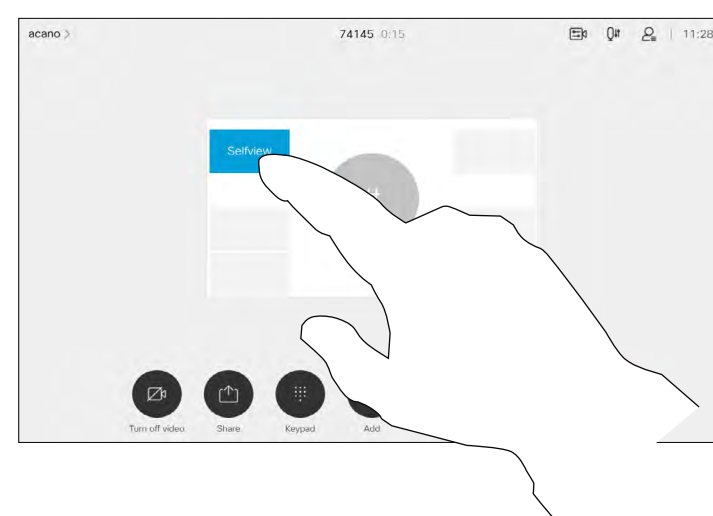 acano >
74145 0:15
11:28
Selfview
Turn off video
Share
Keypad
Add